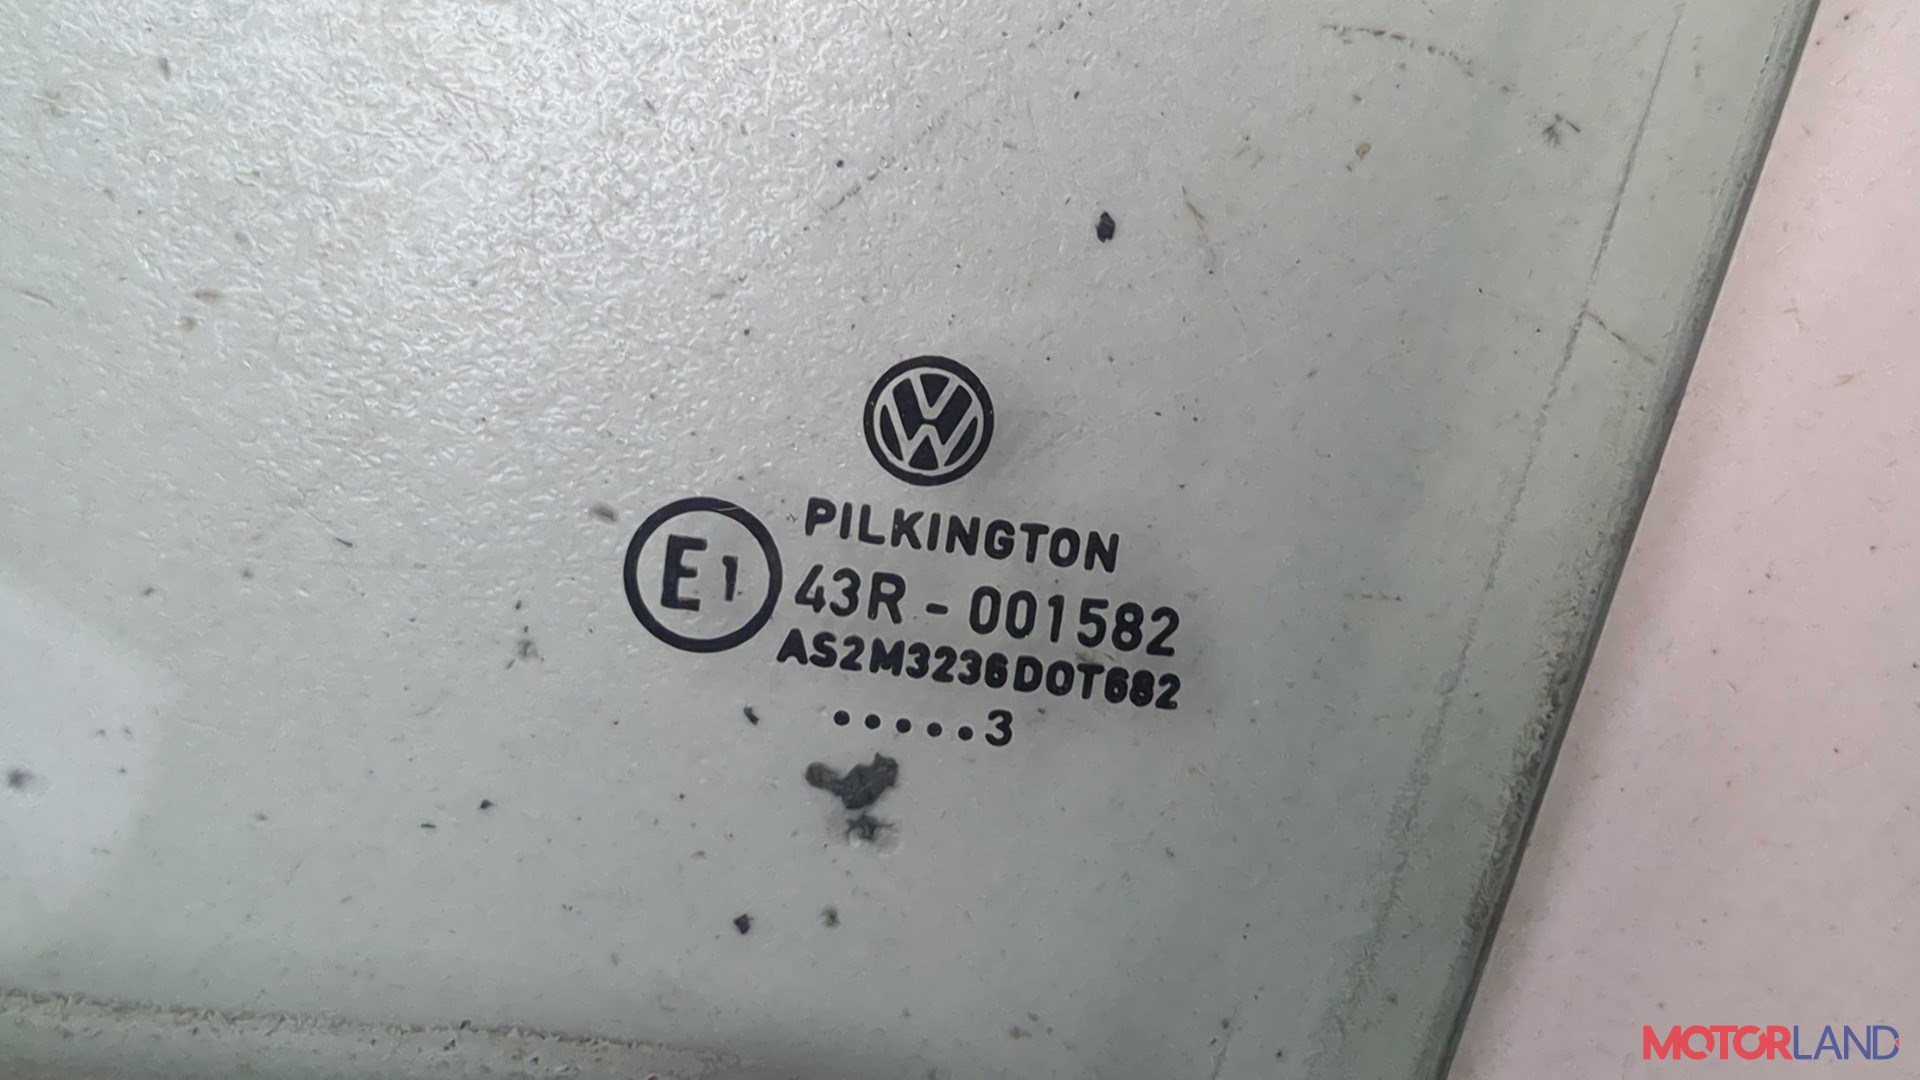 PILKINGTON
E1
43R - 001582
AS2M3236DOT682
.....3
MOTORLAND